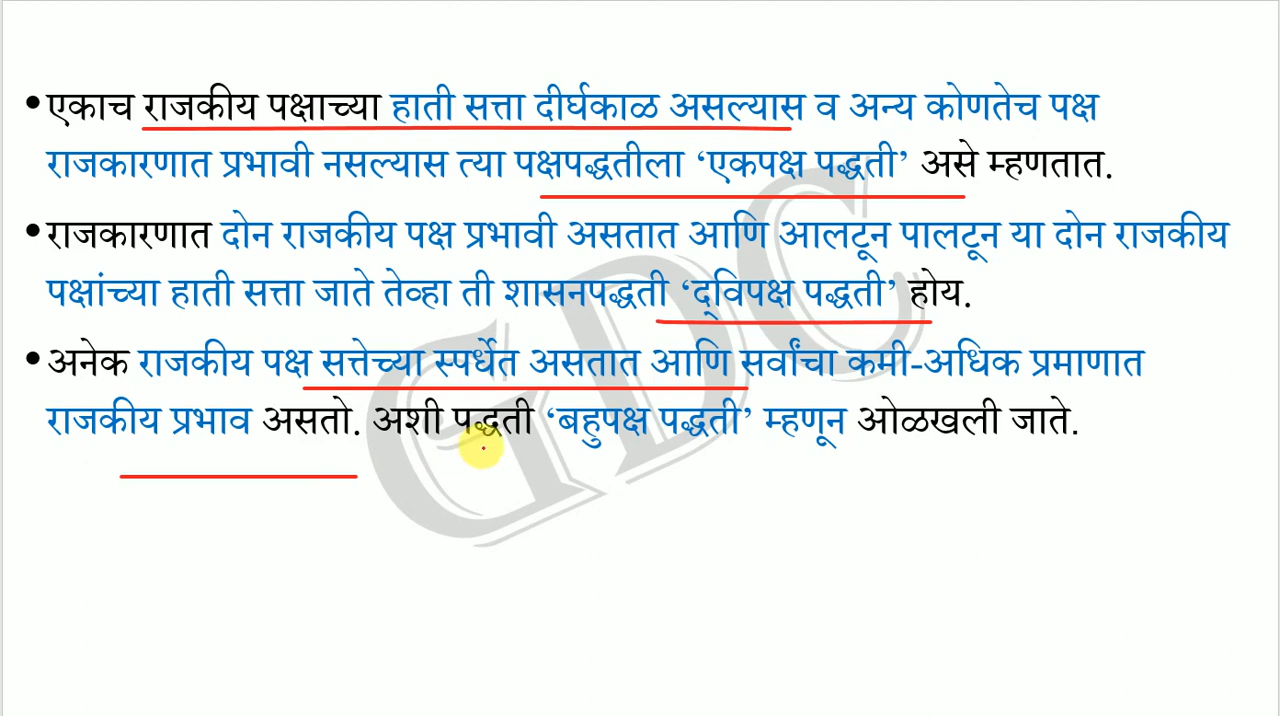 • एकाच राजकीय पक्षाच्या हाती सत्ता दीर्घकाळ असल्यास व अन्य कोणतेच पक्ष
राजकारणात प्रभावी नसल्यास त्या पक्षपद्धतीला ‘एकपक्ष पद्धती’ असे म्हणतात.
• राजकारणात दोन राजकीय पक्ष प्रभावी असतात आणि आलटून पालटून या दोन राजकीय
पक्षांच्या हाती सत्ता जाते तेव्हा ती शासनपद्धती ‘द्‌विपक्ष पद्धती’ होय.
• अनेक राजकीय पक्ष सत्तेच्या स्पर्धेत असतात आणि सर्वांचा कमी-अधिक प्रमाणात
राजकीय प्रभाव असतो. अशी पद्धती ‘बहुपक्ष पद्धती’ म्हणून ओळखली जाते.
GDC